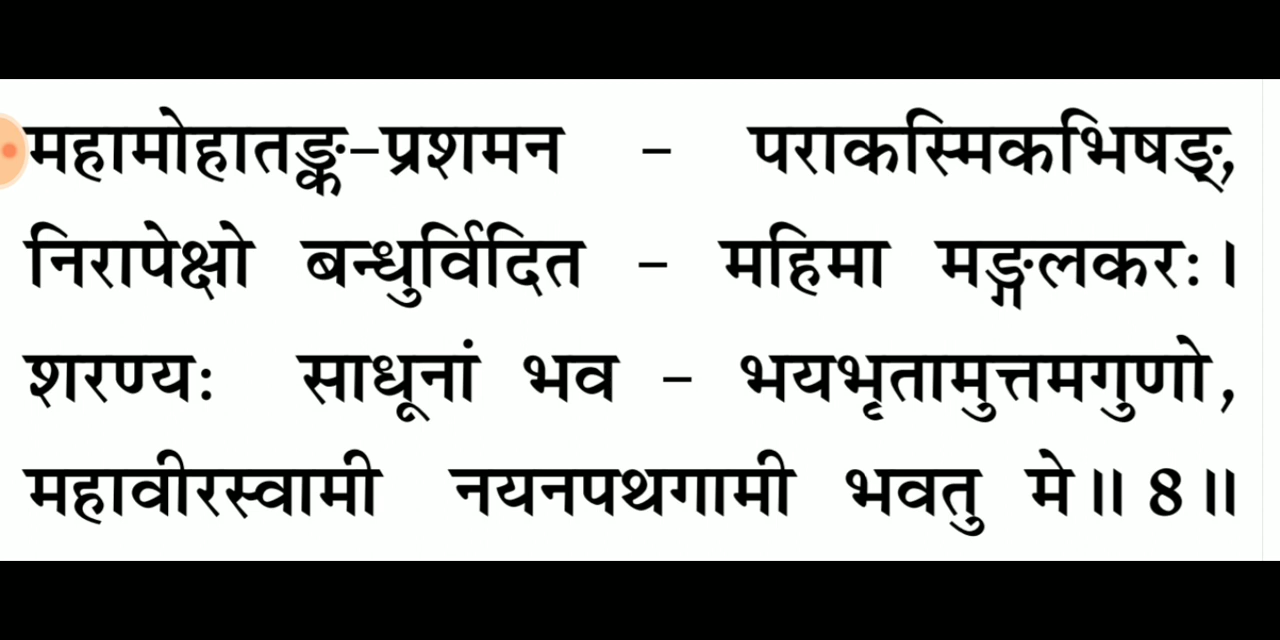 महामोहातङ्क-प्रशमन - पराकस्मिकभिषङ्,
निरापेक्षो बन्धुर्विदित - महिमा मङ्गलकरः।
शरण्यः साधूनां भव - भयभृतामुत्तमगुणो,
महावीरस्वामी नयनपथगामी भवतु मे॥ 8॥